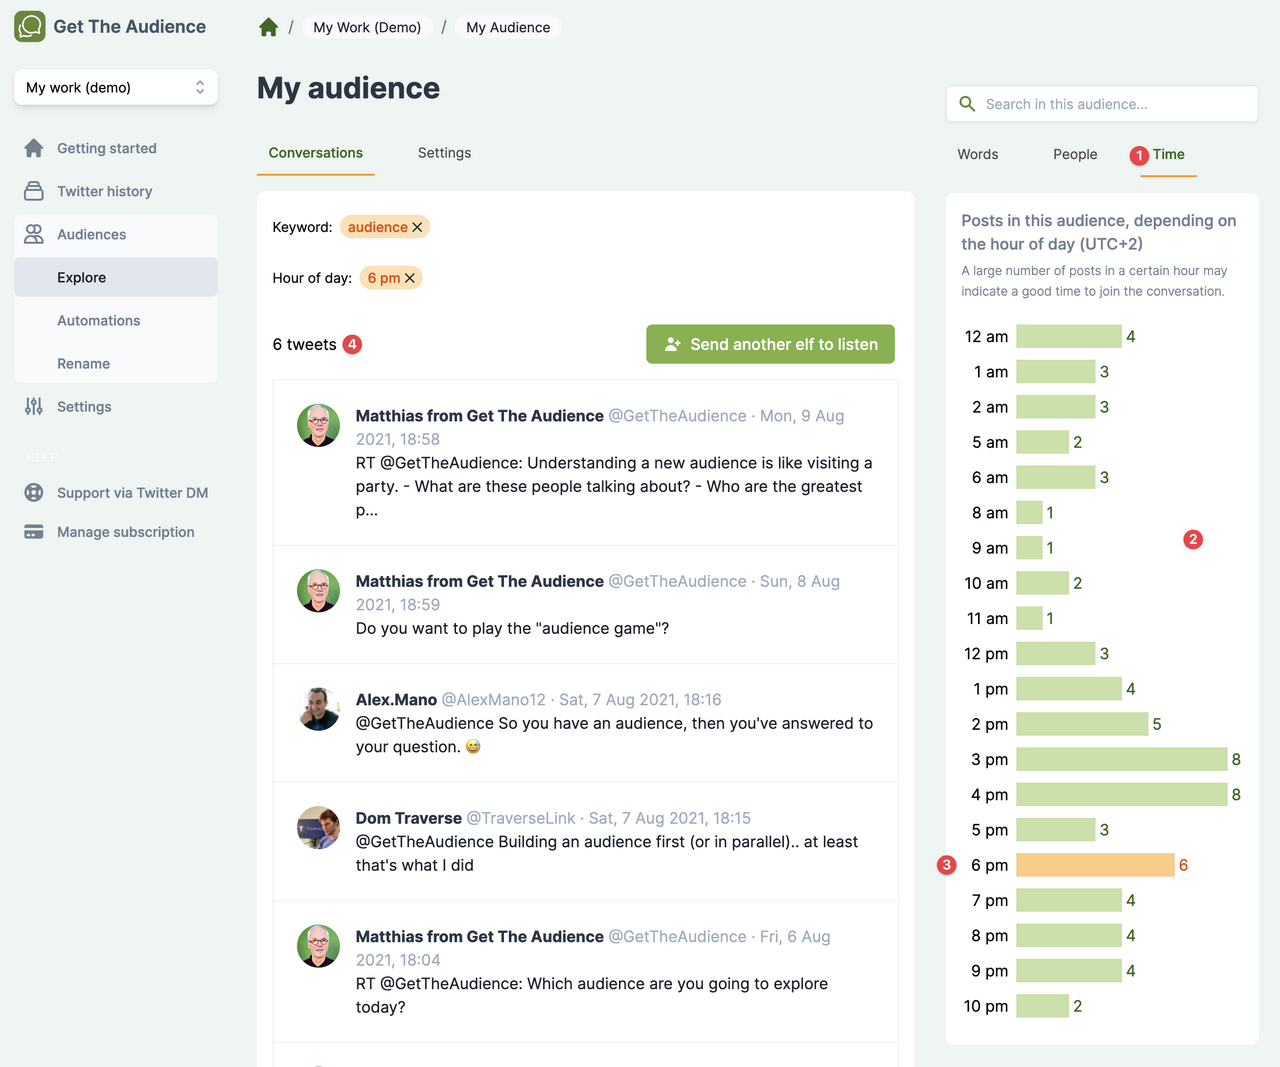 Get The Audience
/ My Work (Demo) / My Audience
My work (demo)
Getting started
Twitter history
Audiences
Explore
Automations
Rename
Settings
HELP
Support via Twitter DM
Manage subscription
My audience
Conversations
Settings
Keyword: audience
Hour of day: 6 pm
6 tweets 4
Send another elf to listen
Matthias from Get The Audience @GetTheAudience · Mon, 9 Aug
2021, 18:58
RT @GetTheAudience: Understanding a new audience is like visiting a
party. - What are these people talking about? - Who are the greatest
p...
Matthias from Get The Audience @GetTheAudience · Sun, 8 Aug
2021, 18:59
Do you want to play the "audience game"?
Alex.Mano @AlexMano12 · Sat, 7 Aug 2021, 18:16
@GetTheAudience So you have an audience, then you've answered to
your question. 😅
Dom Traverse @TraverseLink · Sat, 7 Aug 2021, 18:15
@GetTheAudience Building an audience first (or in parallel).. at least
that's what I did
Matthias from Get The Audience @GetTheAudience · Fri, 6 Aug
2021, 18:04
RT @GetTheAudience: Which audience are you going to explore
today?
Search in this audience...
Words
People
1 Time
Posts in this audience, depending on
the hour of day (UTC+2)
A large number of posts in a certain hour may
indicate a good time to join the conversation.
12 am 4
1 am 3
2 am 3
5 am 2
6 am 3
8 am 1
2
9 am 1
10 am 2
11 am 1
12 pm 3
1 pm 4
2 pm 5
3 pm 8
4 pm 8
5 pm 3
3 6 pm 6
7 pm 4
8 pm 4
9 pm 4
10 pm 2